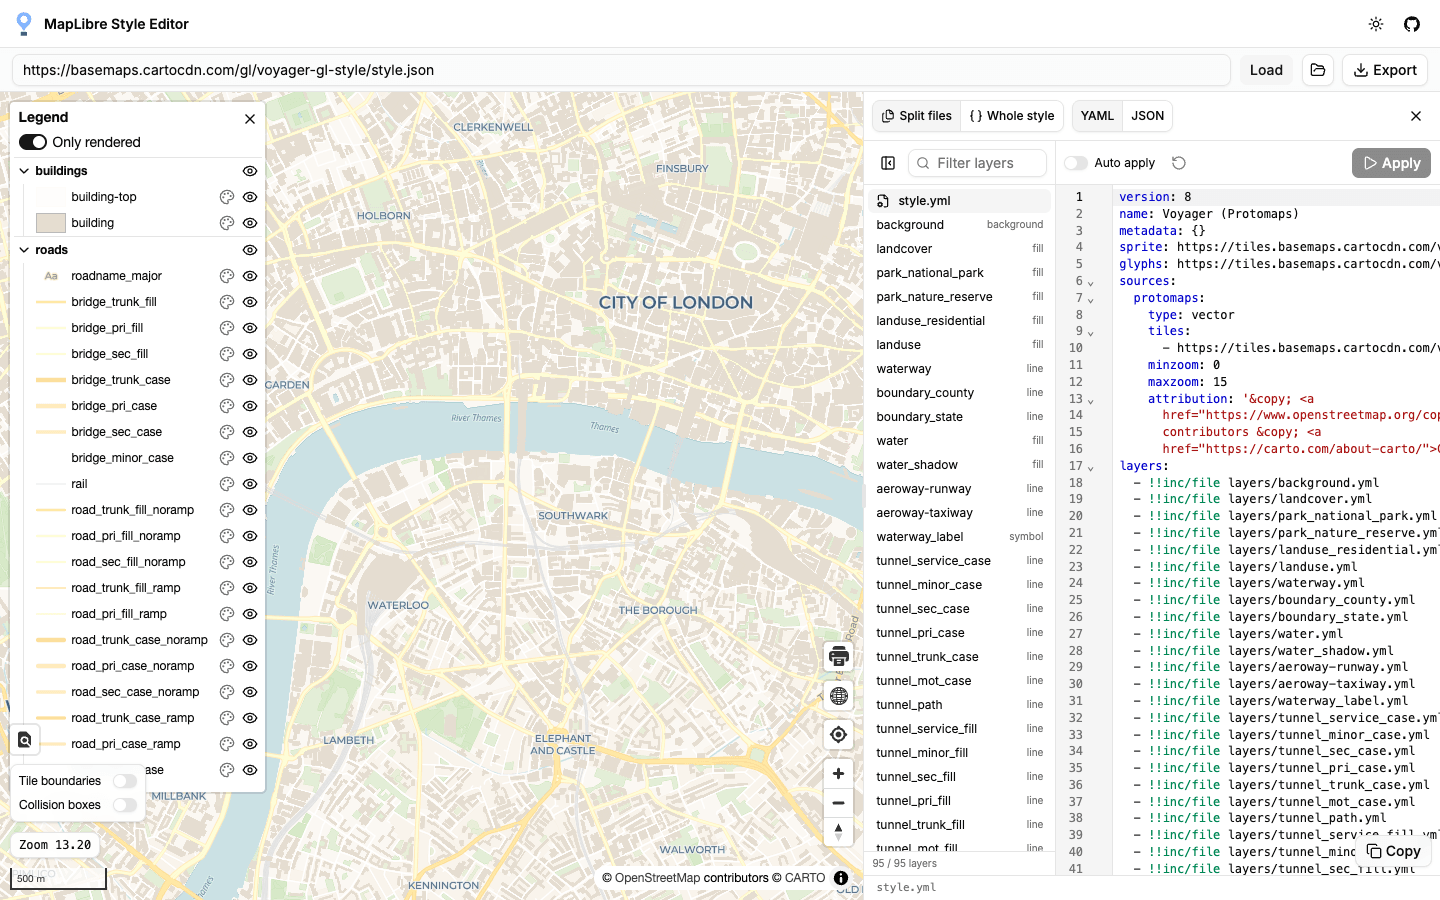 MapLibre Style Editor
https://basemaps.cartocdn.com/gl/voyager-gl-style/style.json
Load
Export
Legend
Only rendered
buildings
building-top
building
roads
Aa roadname_major
bridge_trunk_fill
bridge_pri_fill
bridge_sec_fill
bridge_trunk_case
bridge_pri_case
bridge_sec_case
bridge_minor_case
rail
road_trunk_fill_noramp
road_pri_fill_noramp
road_sec_fill_noramp
road_trunk_fill_ramp
road_pri_fill_ramp
road_trunk_case_noramp
road_pri_case_noramp
road_sec_case_noramp
road_trunk_case_ramp
road_pri_case_ramp
ase
Tile boundaries
Collision boxes
Zoom 13.20
500 m
CLERKENWELL
FINSBURY
HOLBORN
CITY OF LONDON
GARDEN
River Thames
Thames
SOUTHWARK
River Thames
WATERLOO
THE BOROUGH
Road
LAMBETH
ELEPHANT
AND CASTLE
MILLBANK
WALWORTH
KENNINGTON
Thames
OLD
© OpenStreetMap contributors © CARTO
Split files
{ } Whole style
YAML
JSON
Filter layers
Auto apply
Apply
style.yml
background background
landcover fill
park_national_park fill
park_nature_reserve fill
landuse_residential fill
landuse fill
waterway line
boundary_county line
boundary_state line
water fill
water_shadow fill
aeroway-runway line
aeroway-taxiway line
waterway_label symbol
tunnel_service_case line
tunnel_minor_case line
tunnel_sec_case line
tunnel_pri_case line
tunnel_trunk_case line
tunnel_mot_case line
tunnel_path line
tunnel_service_fill line
tunnel_minor_fill line
tunnel_sec_fill line
tunnel_pri_fill line
tunnel_trunk_fill line
tunnel_mot_fill line
95 / 95 layers
style.yml
1 version: 8
2 name: Voyager (Protomaps)
3 metadata: {}
4 sprite: https://tiles.basemaps.cartocdn.com/v
5 glyphs: https://tiles.basemaps.cartocdn.com/v
6 sources:
7 protomaps:
8 type: vector
9 tiles:
10 - https://tiles.basemaps.cartocdn.com/v
11 minzoom: 0
12 maxzoom: 15
13 attribution: '&copy; <a
14 href="https://www.openstreetmap.org/cop
15 contributors &copy; <a
16 href="https://carto.com/about-carto/">C
17 layers:
18 - !!inc/file layers/background.yml
19 - !!inc/file layers/landcover.yml
20 - !!inc/file layers/park_national_park.yml
21 - !!inc/file layers/park_nature_reserve.yml
22 - !!inc/file layers/landuse_residential.yml
23 - !!inc/file layers/landuse.yml
24 - !!inc/file layers/waterway.yml
25 - !!inc/file layers/boundary_county.yml
26 - !!inc/file layers/boundary_state.yml
27 - !!inc/file layers/water.yml
28 - !!inc/file layers/water_shadow.yml
29 - !!inc/file layers/aeroway-runway.yml
30 - !!inc/file layers/aeroway-taxiway.yml
31 - !!inc/file layers/waterway_label.yml
32 - !!inc/file layers/tunnel_service_case.yml
33 - !!inc/file layers/tunnel_minor_case.yml
34 - !!inc/file layers/tunnel_sec_case.yml
35 - !!inc/file layers/tunnel_pri_case.yml
36 - !!inc/file layers/tunnel_trunk_case.yml
37 - !!inc/file layers/tunnel_mot_case.yml
38 - !!inc/file layers/tunnel_path.yml
39 - !!inc/file layers/tunnel_service_fill.yml
40 - !!inc/file layers/tunnel_mino
41 - !!inc/file layers/tunnel_sec_fill.yml
Copy